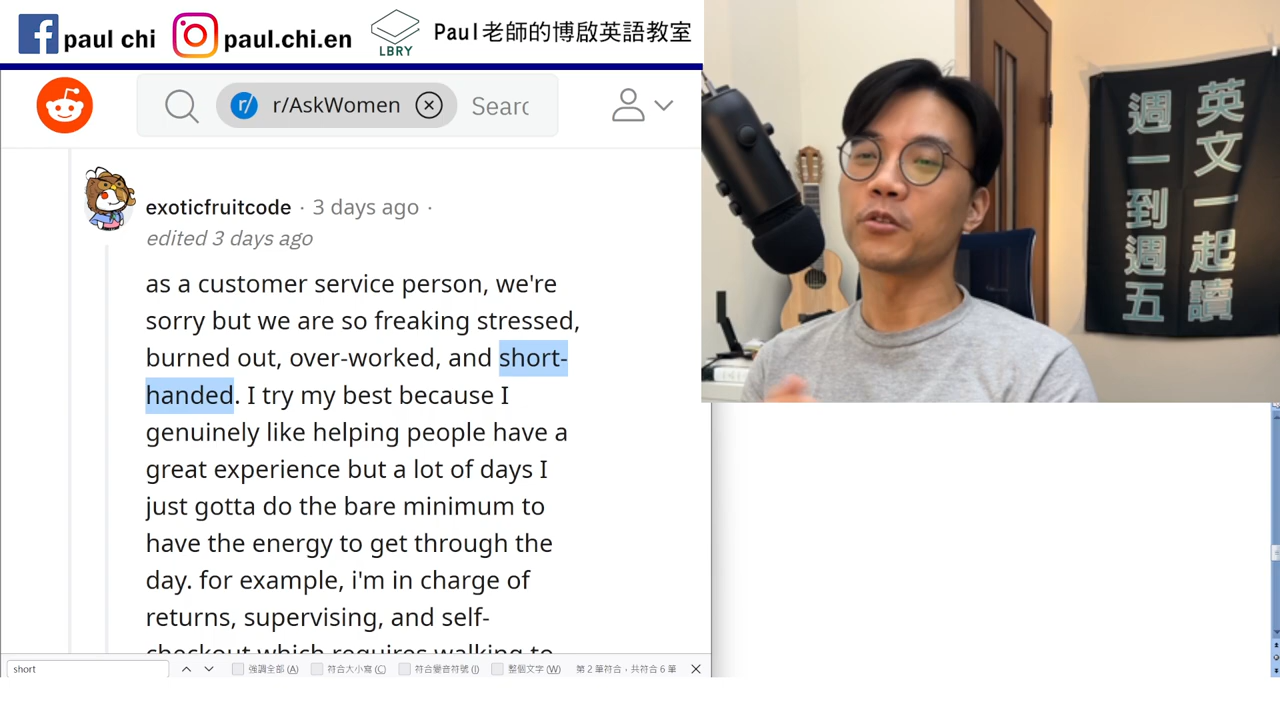 paul chi
paul.chi.en
LBRY
Paul老師的博啟英語教室
r/
r/AskWomen
Searc
exoticfruitcode · 3 days ago ·
edited 3 days ago
as a customer service person, we're
sorry but we are so freaking stressed,
burned out, over-worked, and short-
handed. I try my best because I
genuinely like helping people have a
great experience but a lot of days I
just gotta do the bare minimum to
have the energy to get through the
day. for example, i'm in charge of
returns, supervising, and self-
checkout which requires walking to
short
強調全部 (A)
符合大小寫 (C)
符合變音符號 (I)
整個文字 (W)
第 2 筆符合,共符合 6 筆
英文一起讀
週一到週五